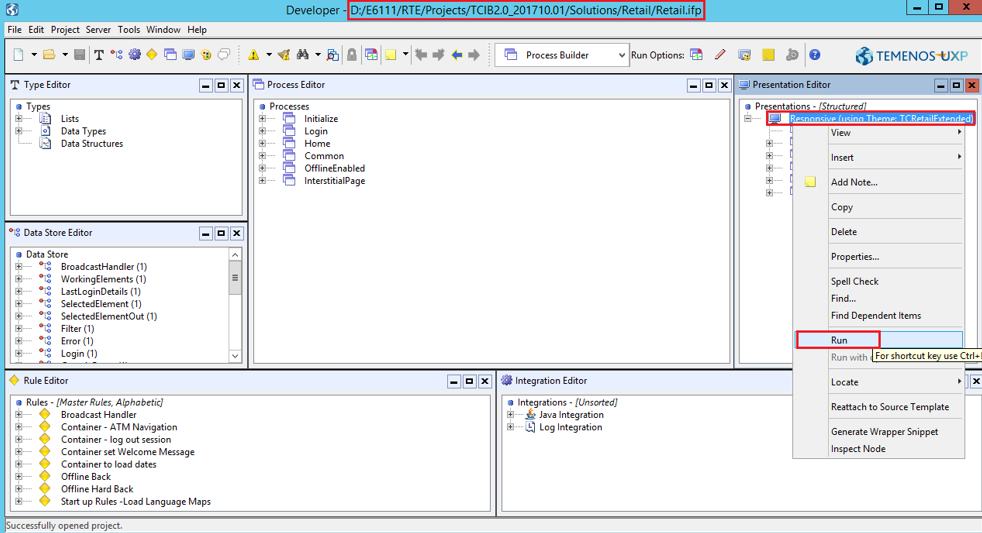 Developer - D:/E6111/RTE/Projects/TCIB2.0_201710.01/Solutions/Retail/Retail.ifp
File Edit Project Server Tools Window Help
Process Builder
Run Options:
TEMENOS UXP
Type Editor
Types
Lists
Data Types
Data Structures
Data Store Editor
Data Store
BroadcastHandler (1)
WorkingElements (1)
LastLoginDetails (1)
SelectedElement (1)
SelectedElementOut (1)
Filter (1)
Error (1)
Login (1)
Process Editor
Processes
Initialize
Login
Home
Common
OfflineEnabled
InterstitialPage
Presentation Editor
Presentations - [Structured]
Responsive (using Theme: TCRetailExtended)
View
Insert
Add Note...
Copy
Delete
Properties...
Spell Check
Find...
Find Dependent Items
Run
For shortcut key use Ctrl+
Run with
Locate
Reattach to Source Template
Generate Wrapper Snippet
Inspect Node
Rule Editor
Rules - [Master Rules, Alphabetic]
Broadcast Handler
Container - ATM Navigation
Container - log out session
Container set Welcome Message
Container to load dates
Offline Back
Offline Hard Back
Start up Rules -Load Language Maps
Integration Editor
Integrations - [Unsorted]
Java Integration
Log Integration
Successfully opened project.